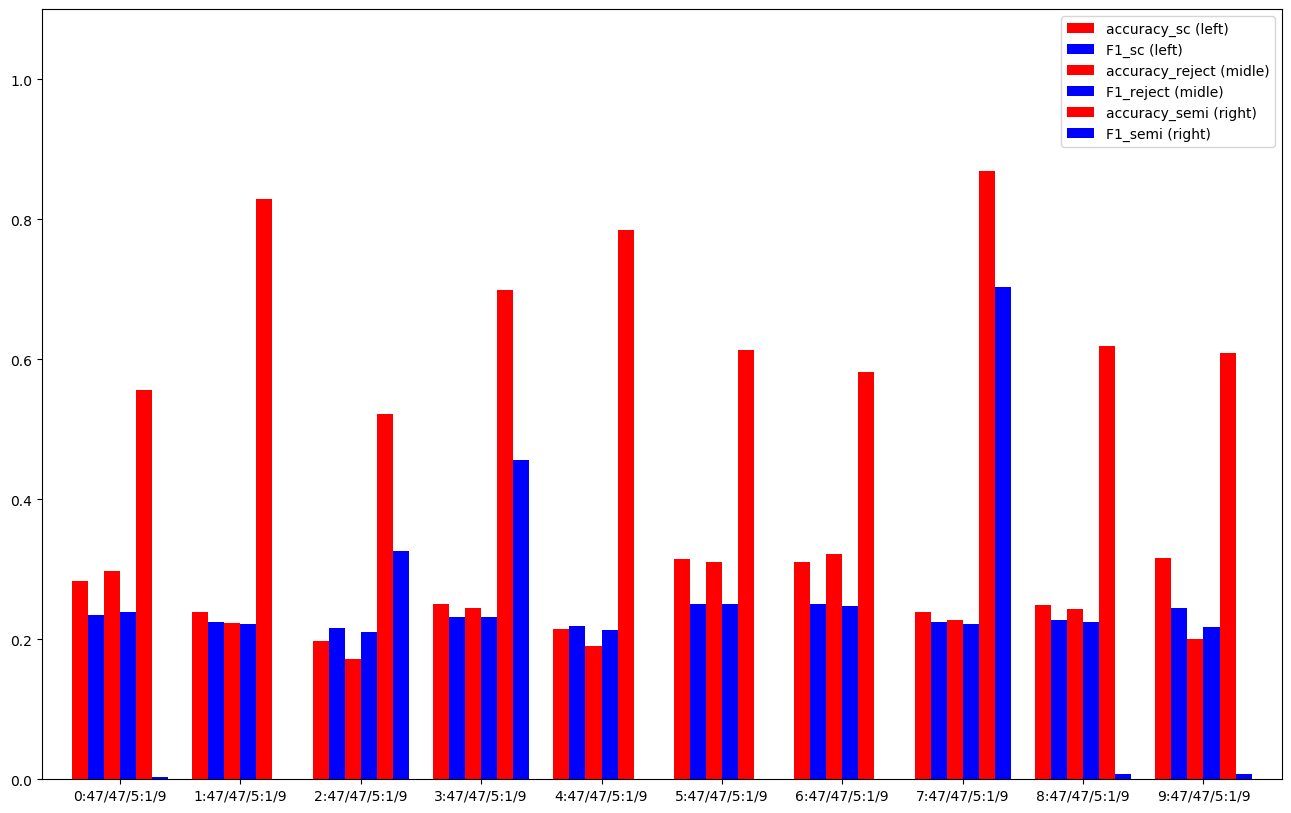 accuracy_sc (left)
F1_sc (left)
accuracy_reject (midle)
F1_reject (midle)
accuracy_semi (right)
F1_semi (right)
1.0
0.8
0.6
0.4
0.2
0.0
0:47/47/5:1/9 1:47/47/5:1/9 2:47/47/5:1/9 3:47/47/5:1/9 4:47/47/5:1/9 5:47/47/5:1/9 6:47/47/5:1/9 7:47/47/5:1/9 8:47/47/5:1/9 9:47/47/5:1/9